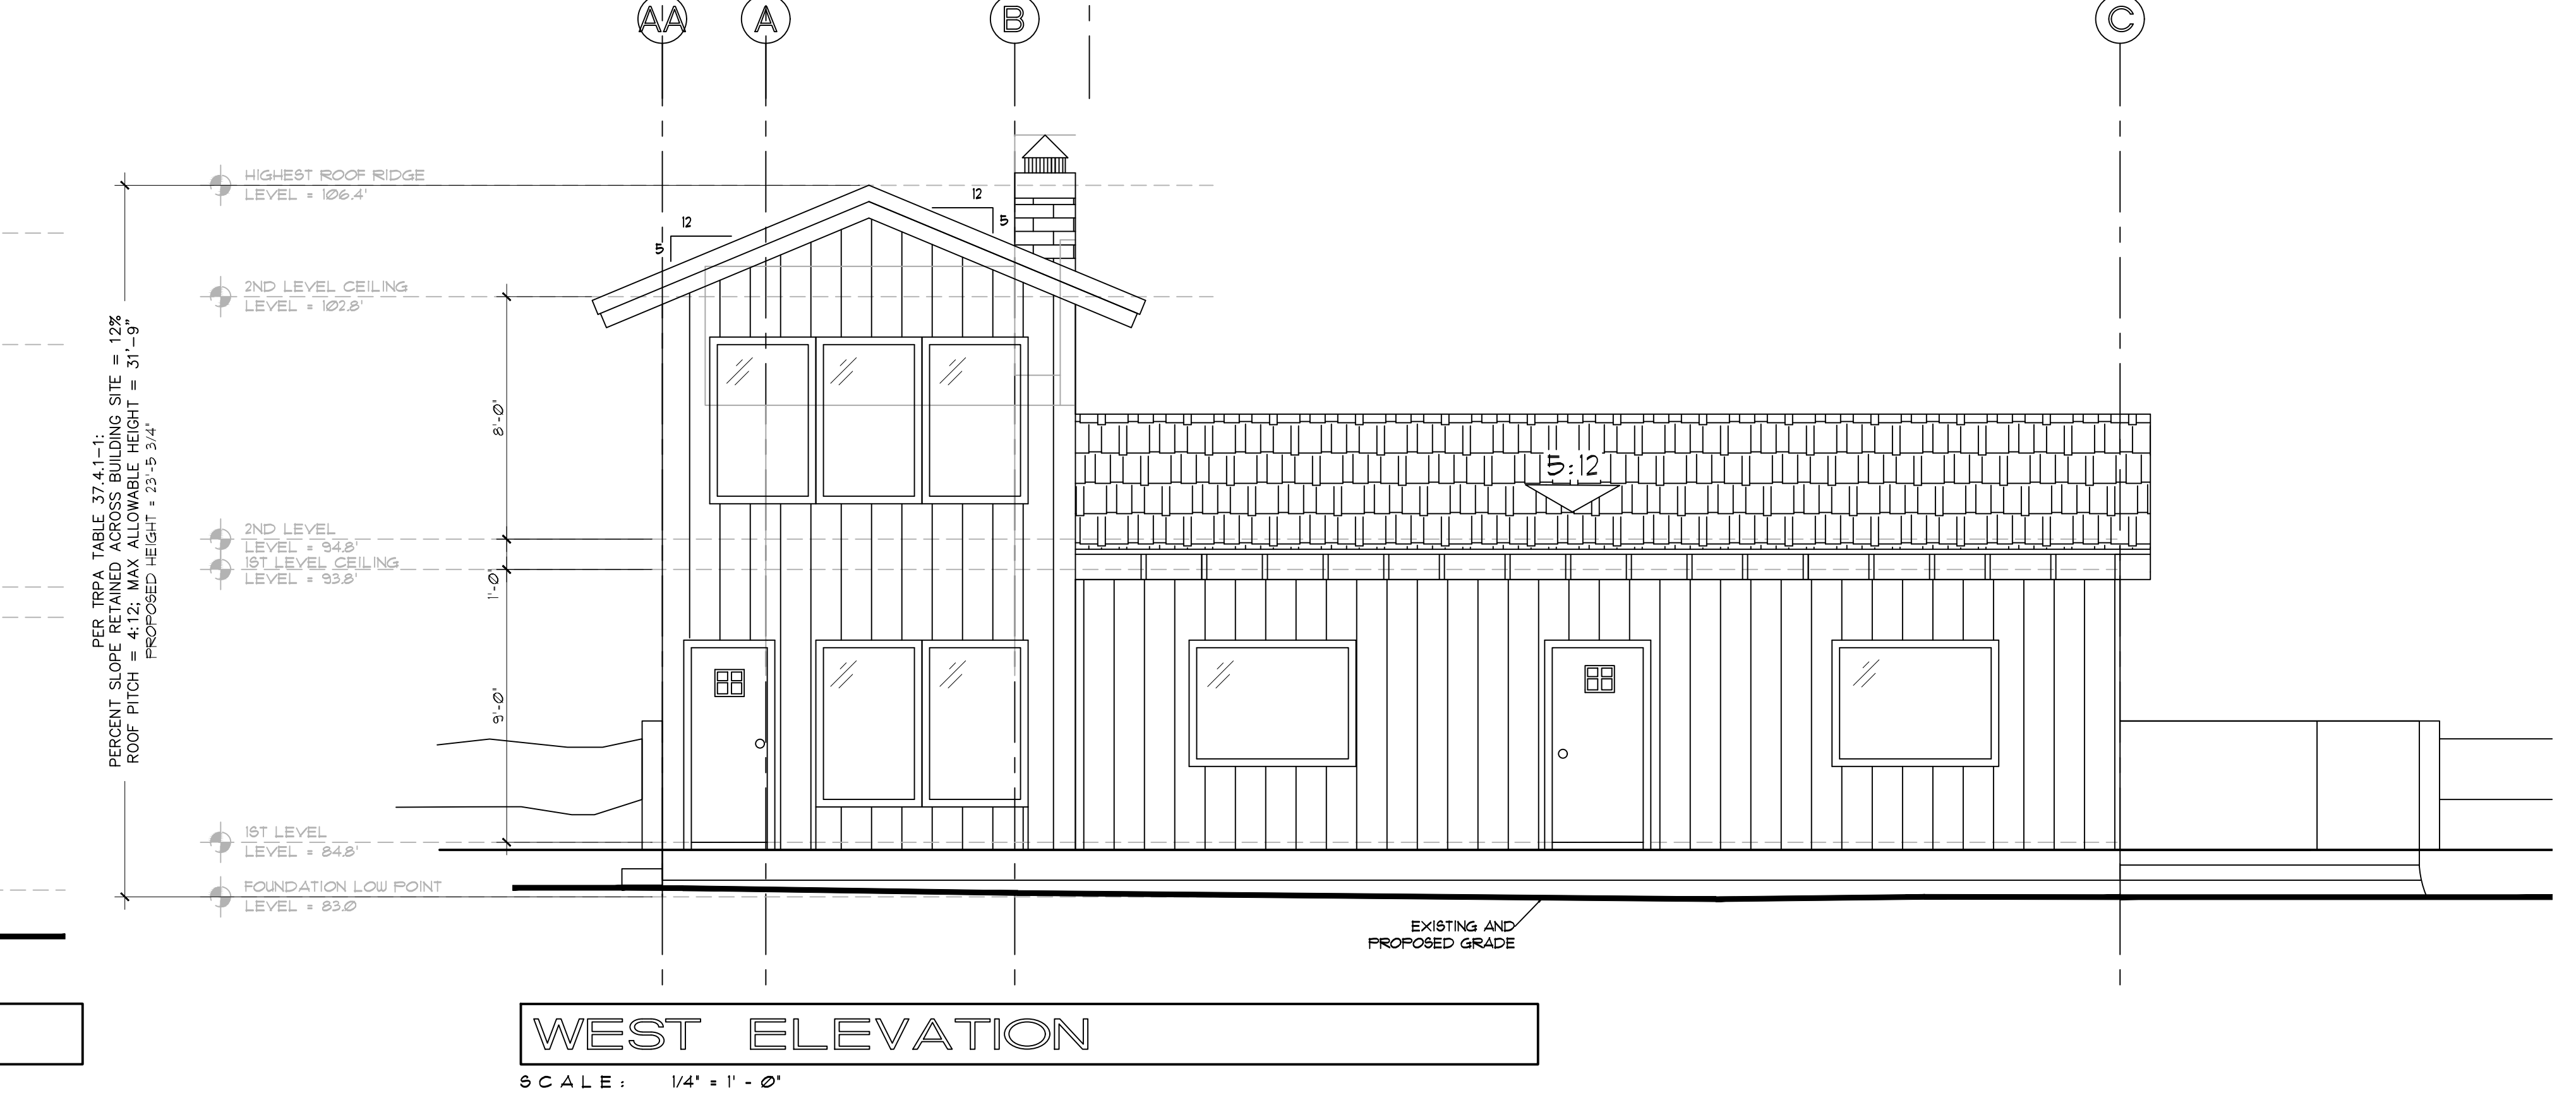 AA
A
B
C
HIGHEST ROOF RIDGE
LEVEL = 106.4'
12
5
12
5
2ND LEVEL CEILING
LEVEL = 102.8'
PER TRPA TABLE 37.4.1-1:
PERCENT SLOPE RETAINED ACROSS BUILDING SITE = 12%
ROOF PITCH = 4:12; MAX ALLOWABLE HEIGHT = 31'-9"
PROPOSED HEIGHT = 23'-5 3/4"
8'-0"
5:12
2ND LEVEL
LEVEL = 94.8'
1ST LEVEL CEILING
LEVEL = 93.8'
1'-0"
9'-0"
1ST LEVEL
LEVEL = 84.8'
FOUNDATION LOW POINT
LEVEL = 83.0
EXISTING AND
PROPOSED GRADE
WEST ELEVATION
SCALE: 1/4" = 1' - 0"